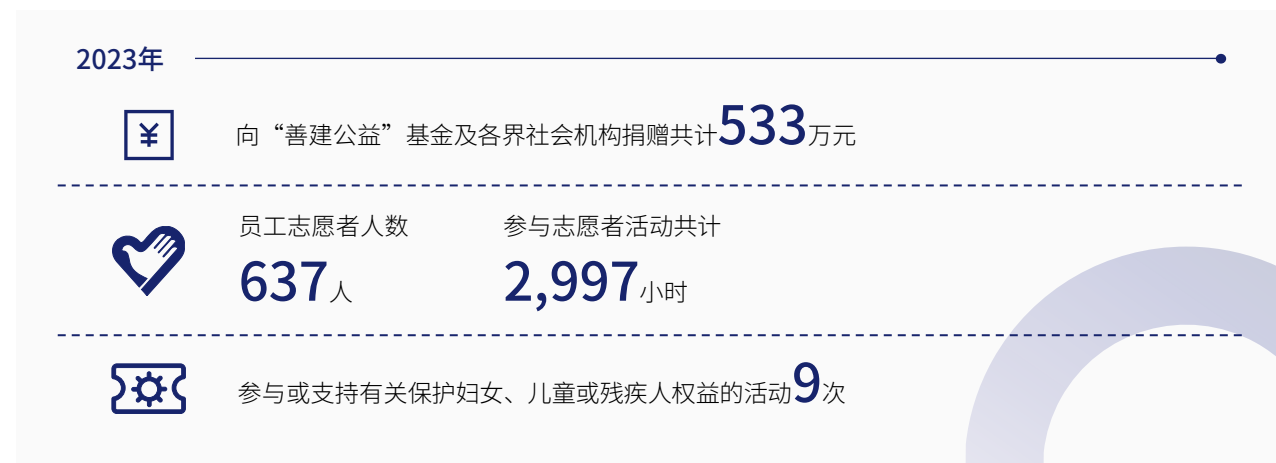 2023年
¥
向“善建公益”基金及各界社会机构捐赠共计533万元
员工志愿者人数
637人
参与志愿者活动共计
2,997小时
参与或支持有关保护妇女、儿童或残疾人权益的活动9次